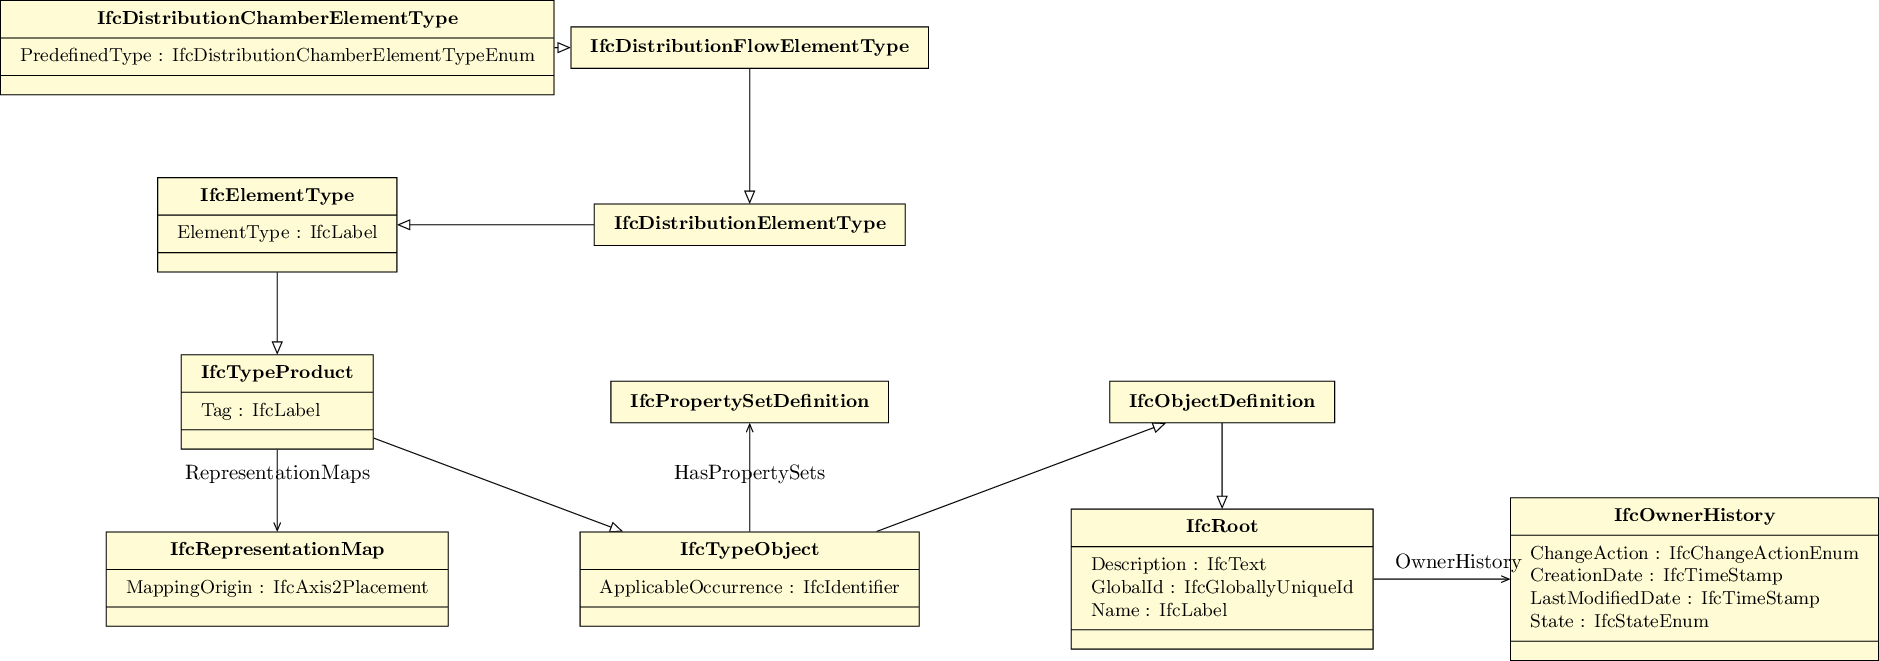 IfcDistributionChamberElementType
PredefinedType : IfcDistributionChamberElementTypeEnum
IfcDistributionFlowElementType
IfcElementType
ElementType : IfcLabel
IfcDistributionElementType
IfcTypeProduct
Tag : IfcLabel
IfcPropertySetDefinition
IfcObjectDefinition
RepresentationMaps
HasPropertySets
IfcRepresentationMap
MappingOrigin : IfcAxis2Placement
IfcTypeObject
ApplicableOccurrence : IfcIdentifier
IfcRoot
Description : IfcText
GlobalId : IfcGloballyUniqueId
Name : IfcLabel
OwnerHistory
IfcOwnerHistory
ChangeAction : IfcChangeActionEnum
CreationDate : IfcTimeStamp
LastModifiedDate : IfcTimeStamp
State : IfcStateEnum